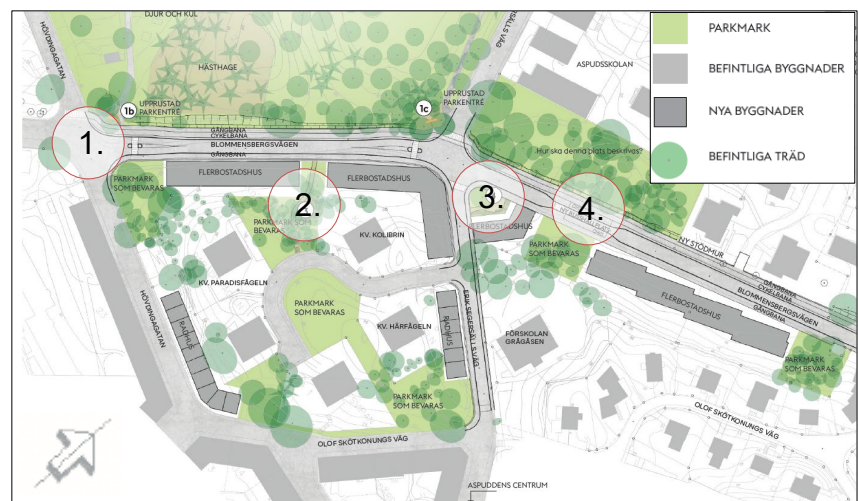 DJUR OCH KUL
HÖVDINGAGATAN
HÄSTHAGE
SÄLLS VÄG
ASPUDSSKOLAN
PARKMARK
BEFINTLIGA BYGGNADER
NYA BYGGNADER
BEFINTLIGA TRÄD
1b
UPPRUSTAD
PARKENTRÉ
1c
UPPRUSTAD
PARKENTRÉ
1.
GÅNGBANA
CYKELBANA
BLOMMENSBERGSVÄGEN
GÅNGBANA
Hur ska denna plats beskrivas?
PARKMARK
SOM BEVARAS
FLERBOSTADSHUS
FLERBOSTADSHUS
2.
3.
4.
PARKMARK SOM
BEVARAS
KV. KOLIBRIN
FLERBOSTADSHUS
PARKMARK
SOM BEVARAS
NY STÖDMUR
GÅNGBANA
CYKELBANA
BLOMMENSBERGSVÄGEN
GÅNGBANA
FLERBOSTADSHUS
KV. PARADISFÅGELN
HÖVDINGAGATAN
RADHUS
PARKMARK
SOM BEVARAS
KV. HÄRFÅGELN
RADHUS
ERIK SEGERSÄLLS VÄG
FÖRSKOLAN
GRÅGÅSEN
PARKMARK
SOM BEVARAS
PARKMARK
SOM BEVARAS
OLOF SKÖTKONUNGS VÄG
OLOF SKÖTKONUNGS VÄG
ASPUDDENS CENTRUM